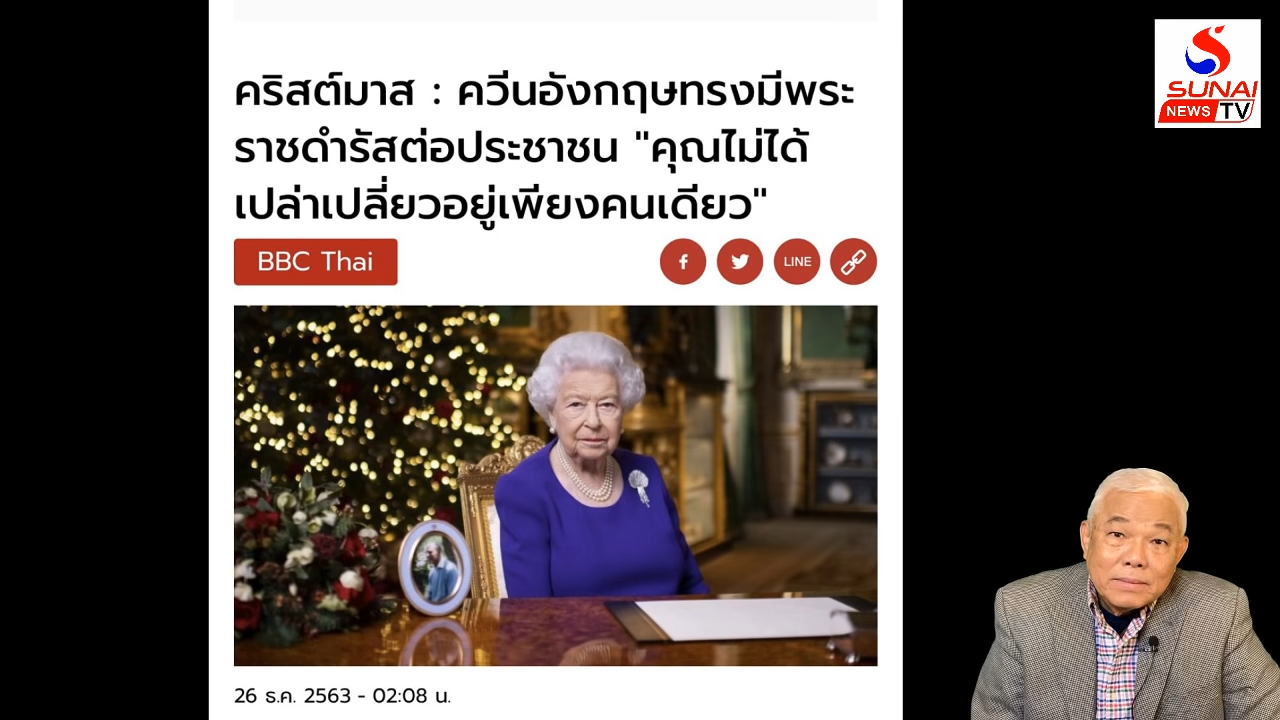 คริสต์มาส : ควีนอังกฤษทรงมีพระ
ราชดำรัสต่อประชาชน "คุณไม่ได้
เปล่าเปลี่ยวอยู่เพียงคนเดียว"
BBC Thai
LINE
26 ธ.ค. 2563 - 02:08 น.
SUNAI
NEWS TV